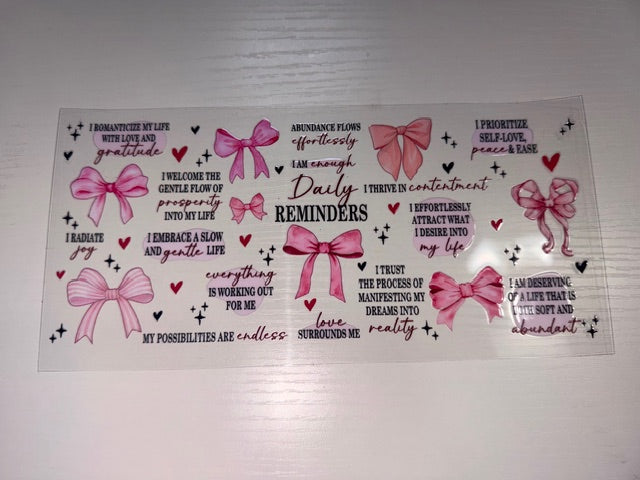 I ROMANTICIZE MY LIFE
WITH LOVE AND
gratitude
I WELCOME THE
GENTLE FLOW OF
prosperity
INTO MY LIFE
I RADIATE
joy
I EMBRACE A SLOW
AND gentle LIFE
everything
IS WORKING OUT
FOR ME
MY POSSIBILITIES ARE endless
ABUNDANCE FLOWS
effortlessly
I AM enough
Daily
REMINDERS
love
SURROUNDS ME
I THRIVE IN contentment
I PRIORITIZE
SELF-LOVE,
peace & EASE
I EFFORTLESSLY
ATTRACT WHAT
I DESIRE INTO
my life
I TRUST
THE PROCESS OF
MANIFESTING MY
DREAMS INTO
reality
I AM DESERVING
OF A LIFE THAT IS
BOTH SOFT AND
abundant